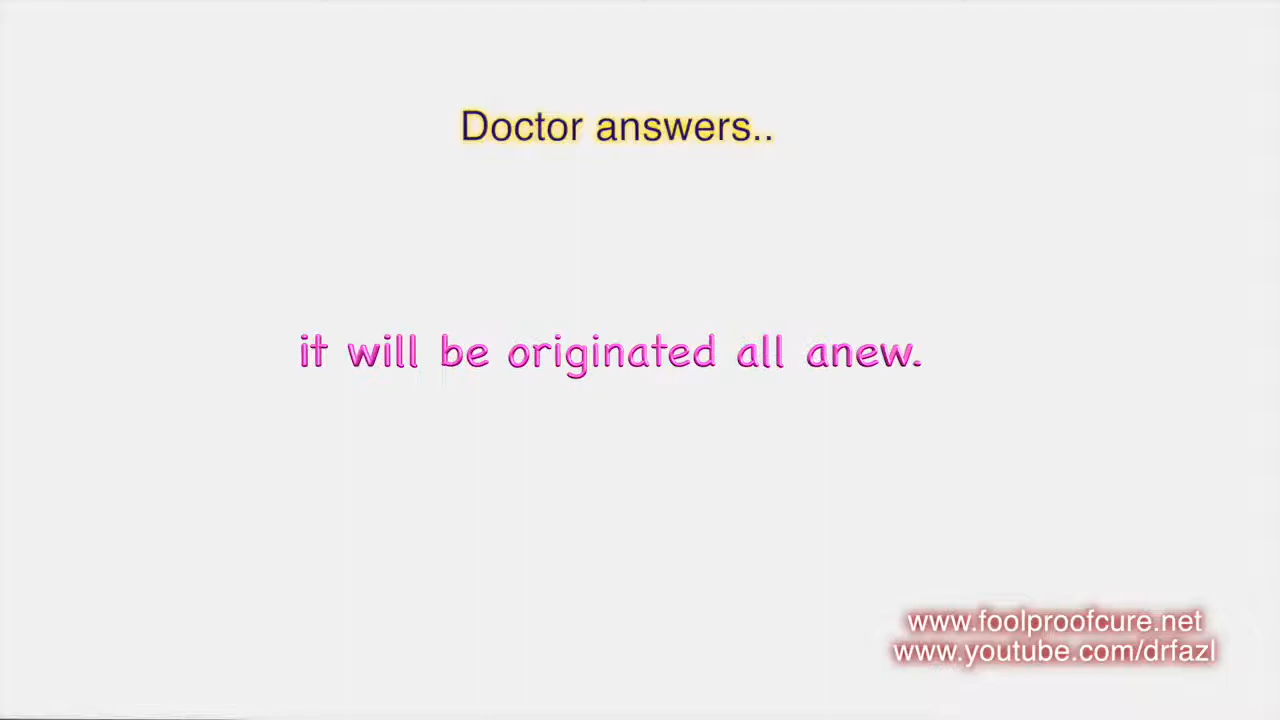 Doctor answers..
it will be originated all anew.
www.foolproofcure.net
www.youtube.com/drfazl